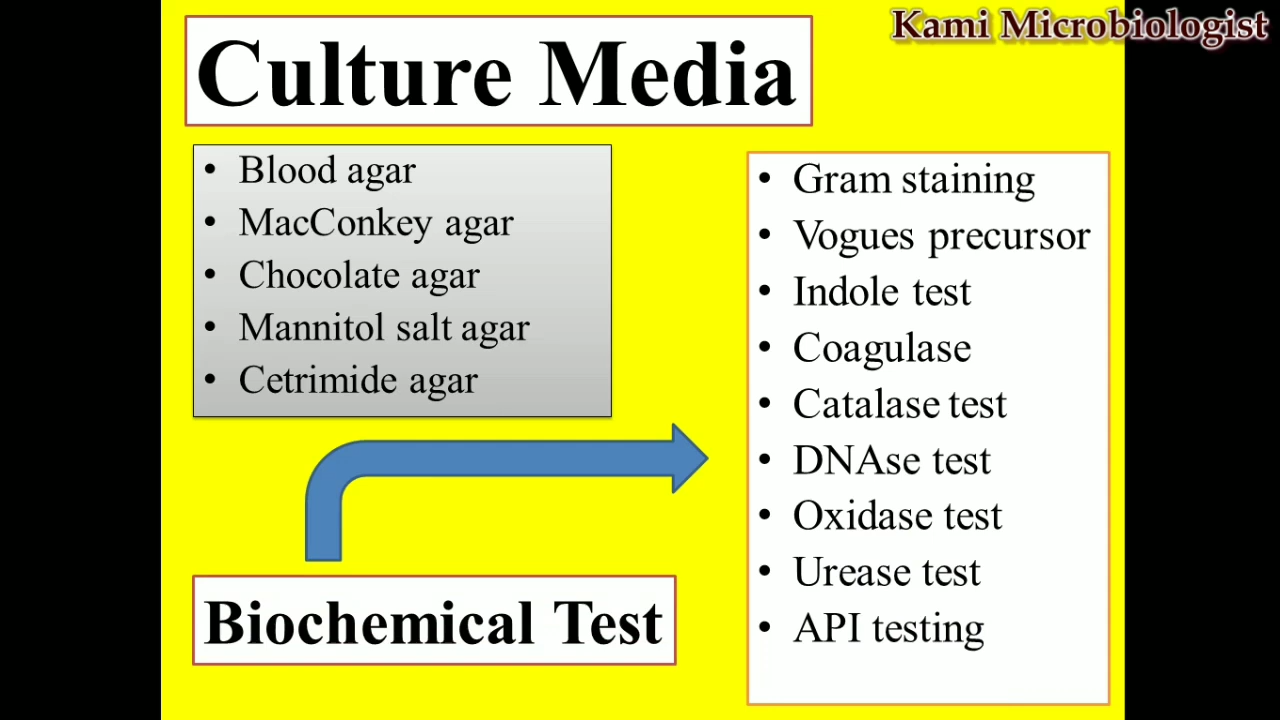 Kami Microbiologist
Culture Media
• Blood agar
• MacConkey agar
• Chocolate agar
• Mannitol salt agar
• Cetrimide agar
Biochemical Test
• Gram staining
• Vogues precursor
• Indole test
• Coagulase
• Catalase test
• DNAse test
• Oxidase test
• Urease test
• API testing